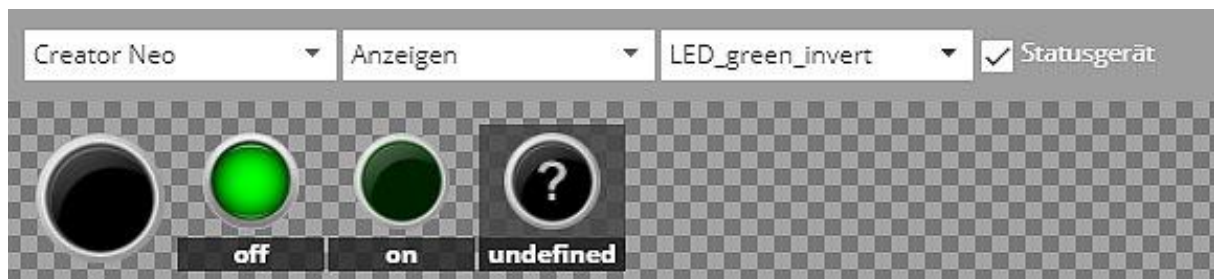 Creator Neo
Anzeigen
LED_green_invert
Statusgerät
?
off
on
undefined